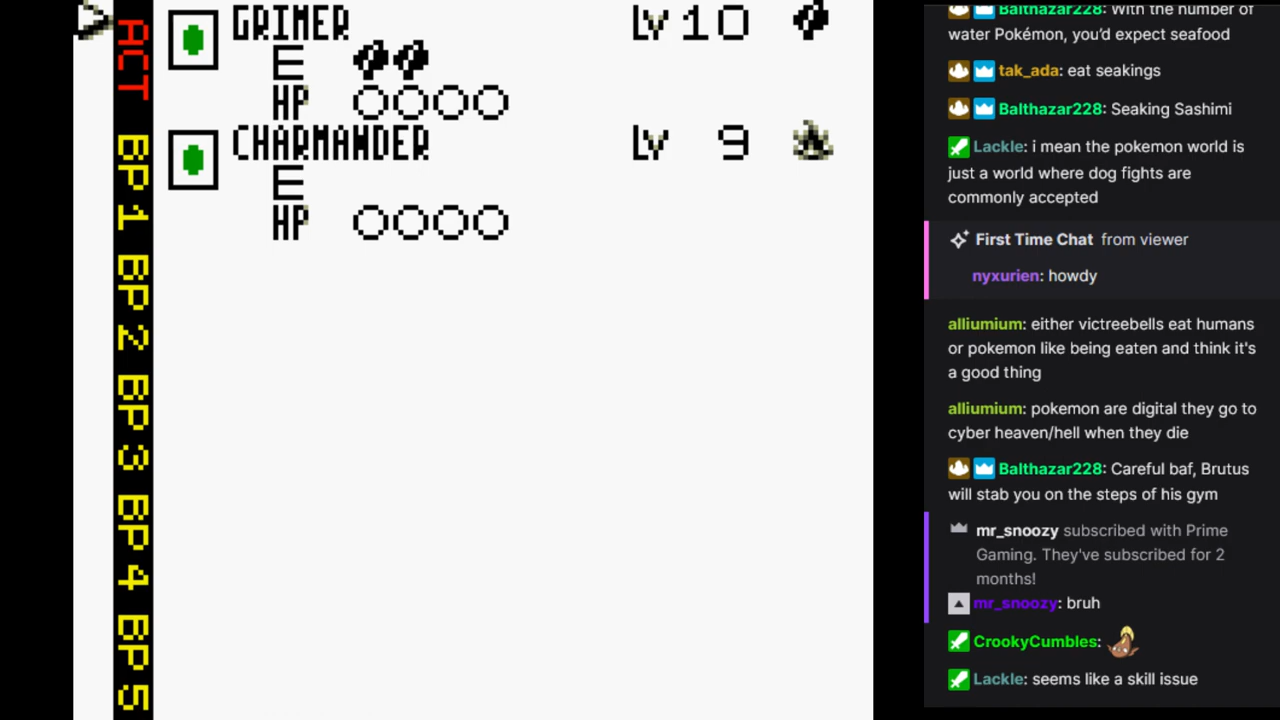 ACT
GRIMER Lv 10
E
HP
BP1
CHARMANDER Lv 9
E
HP
BP2
BP3
BP4
BP5
Balthazar228: With the number of
water Pokémon, you'd expect seafood
tak_ada: eat seakings
Balthazar228: Seaking Sashimi
Lackle: i mean the pokemon world is
just a world where dog fights are
commonly accepted
First Time Chat from viewer
nyxurien: howdy
alliumium: either victreebells eat humans
or pokemon like being eaten and think it's
a good thing
alliumium: pokemon are digital they go to
cyber heaven/hell when they die
Balthazar228: Careful baf, Brutus
will stab you on the steps of his gym
mr_snoozy subscribed with Prime
Gaming. They've subscribed for 2
months!
mr_snoozy: bruh
CrookyCumbles:
Lackle: seems like a skill issue